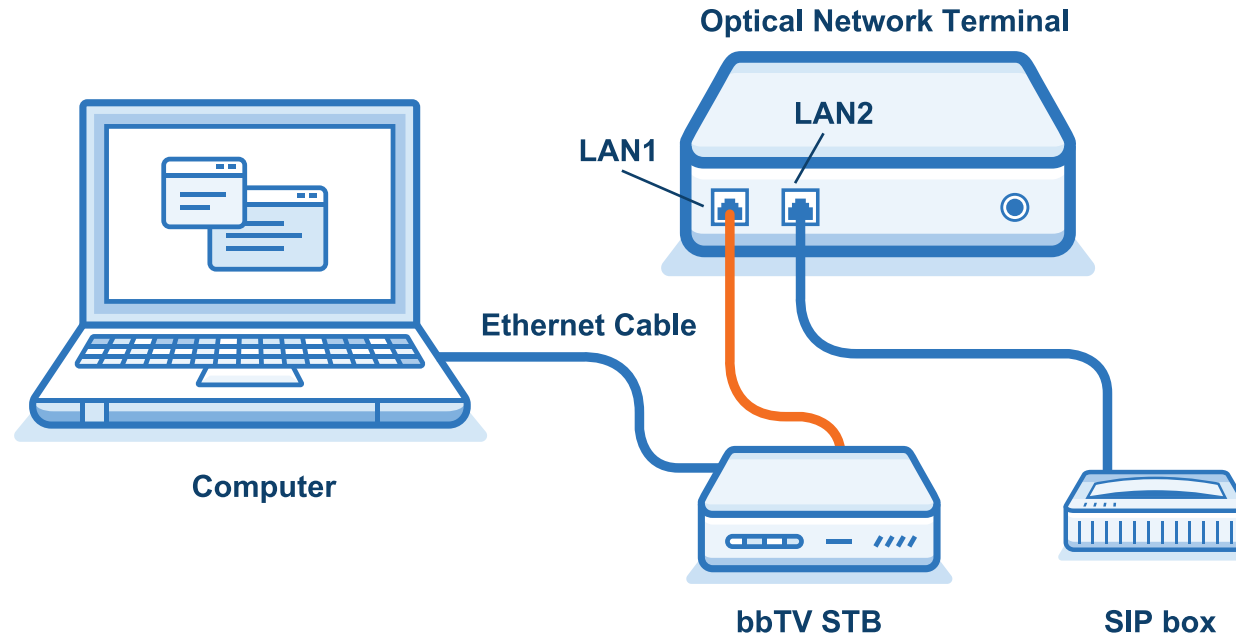 Optical Network Terminal
LAN2
LAN1
Ethernet Cable
Computer
bbTV STB
SIP box